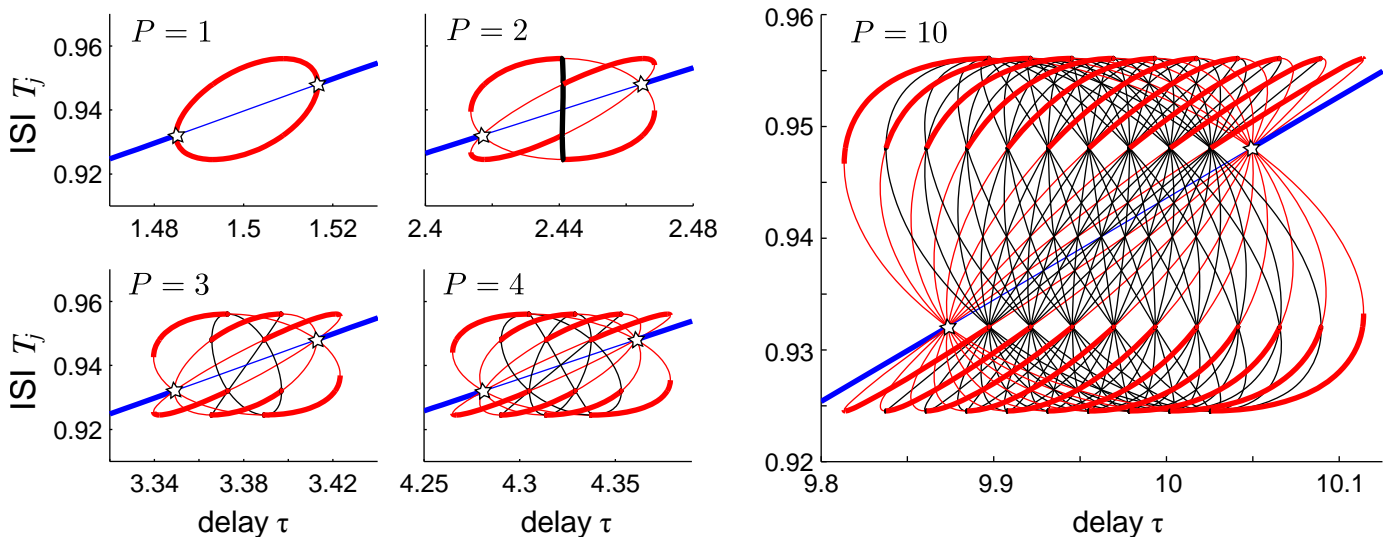 P = 1
ISI Tj
0.96
0.94
0.92
1.48 1.5 1.52
P = 2
2.4 2.44 2.48
P = 3
ISI Tj
0.96
0.94
0.92
3.34 3.38 3.42
delay τ
P = 4
4.25 4.3 4.35
delay τ
P = 10
0.96
0.95
0.94
0.93
0.92
9.8 9.9 10 10.1
delay τ